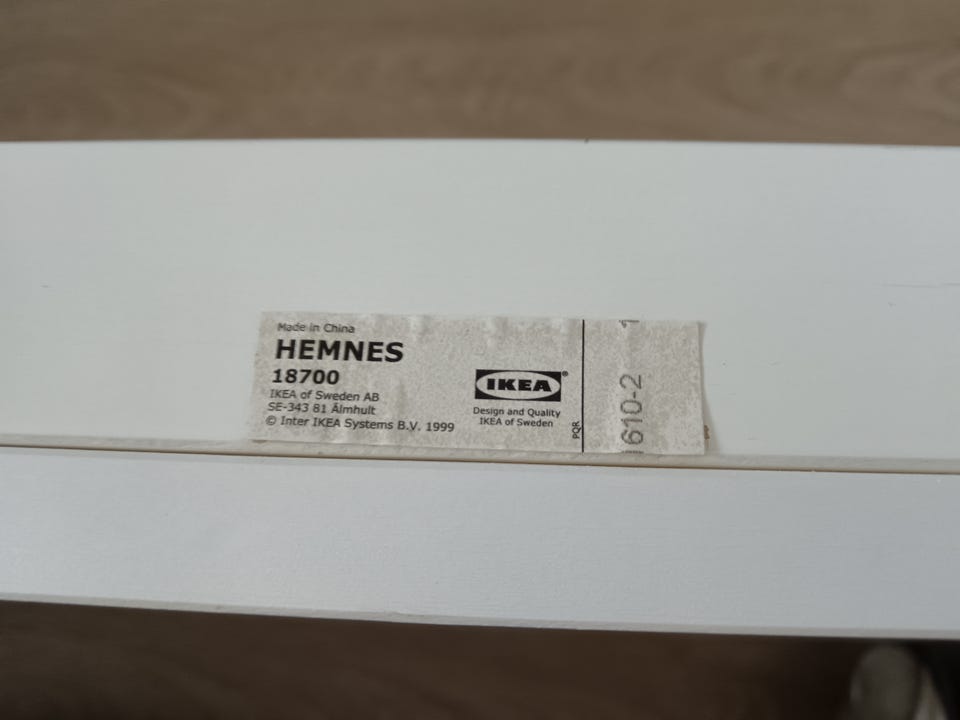 Made in China
HEMNES
18700
IKEA of Sweden AB
SE-343 81 Älmhult
© Inter IKEA Systems B.V. 1999
IKEA®
Design and Quality
IKEA of Sweden
PQR
610-2